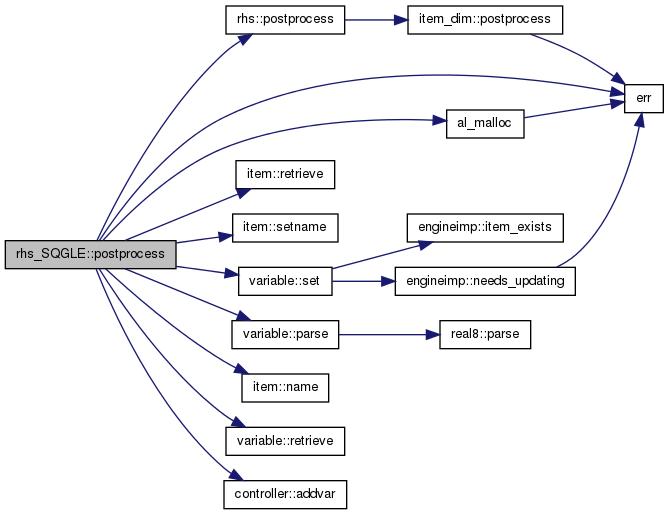 rhs::postprocess
item_dim::postprocess
err
al_malloc
item::retrieve
item::setname
engineimp::item_exists
rhs_SQGLE::postprocess
variable::set
engineimp::needs_updating
variable::parse
real8::parse
item::name
variable::retrieve
controller::addvar